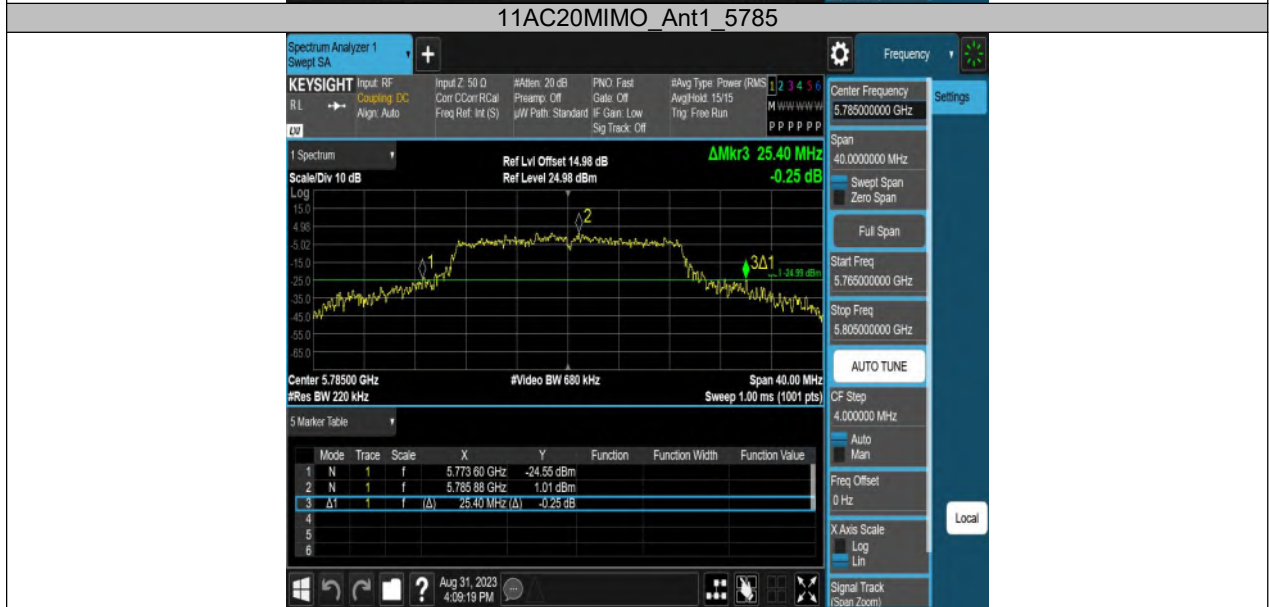 11AC20MIMO_Ant1_5785
Spectrum Analyzer 1
Swept SA
+
Frequency
KEYSIGHT
RL
LXI
Input: RF
Coupling: DC
Align: Auto
Input Z: 50 Ω
Corr CCorr RCal
Freq Ref: Int (S)
#Atten: 20 dB
Preamp: Off
µW Path: Standard
PNO: Fast
Gate: Off
IF Gain: Low
Sig Track: Off
#Avg Type: Power (RMS
Avg|Hold: 15/15
Trig: Free Run
1 2 3 4 5 6
M W W W W W
P P P P P P
1 Spectrum
Ref Lvl Offset 14.98 dB
ΔMkr3 25.40 MHz
Scale/Div 10 dB
Ref Level 24.98 dBm
-0.25 dB
Log
15.0
4.98
-5.02
-15.0
-25.0
-35.0
-45.0
-55.0
-65.0
1
2
3Δ1
-24.99 dBm
Center 5.78500 GHz
#Video BW 680 kHz
Span 40.00 MHz
#Res BW 220 kHz
Sweep 1.00 ms (1001 pts)
5 Marker Table
Mode Trace Scale X Y Function Function Width Function Value
1 N 1 f 5.773 60 GHz -24.55 dBm
2 N 1 f 5.785 88 GHz 1.01 dBm
3 Δ1 1 f (Δ) 25.40 MHz (Δ) -0.25 dB
4
5
6
Aug 31, 2023
4:09:19 PM
Center Frequency
5.785000000 GHz
Settings
Span
40.0000000 MHz
Swept Span
Zero Span
Full Span
Start Freq
5.765000000 GHz
Stop Freq
5.805000000 GHz
AUTO TUNE
CF Step
4.000000 MHz
Auto
Man
Freq Offset
0 Hz
X Axis Scale
Log
Lin
Local
Signal Track
(Span Zoom)